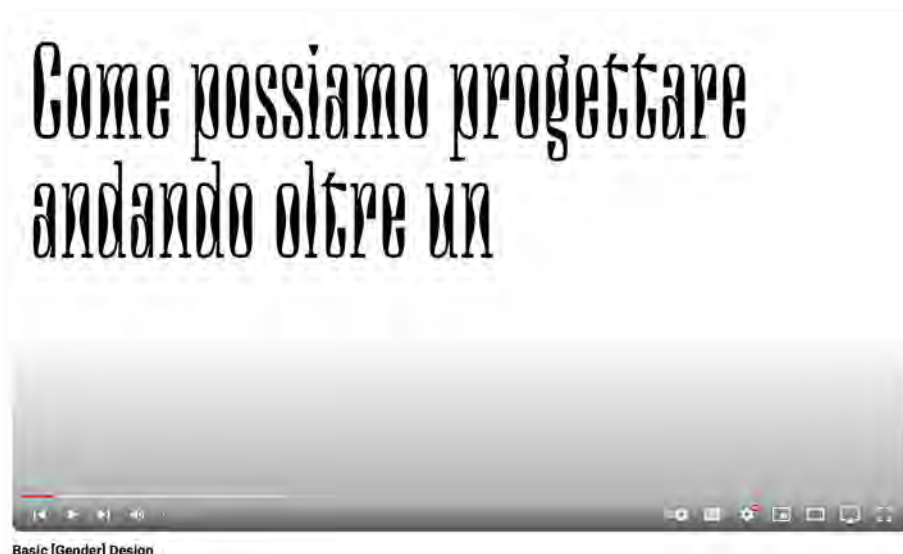 Come possiamo progettare
andando oltre un
Basic [Gender] Design